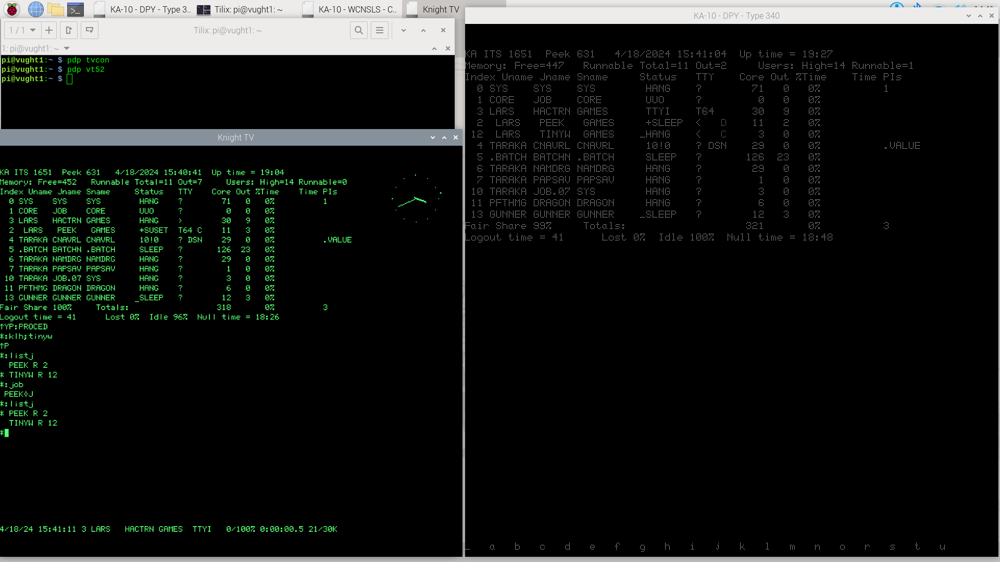 KA-10 - DPY - Type 3..
Tilix: pi@vught1: ~
KA-10 - WCNSLS - C..
Knight TV
1 / 1
Tilix: pi@vught1: ~
1: pi@vught1: ~
pi@vught1:~ $ pdp tvcon
pi@vught1:~ $ pdp vt52
pi@vught1:~ $
Knight TV
KA ITS 1651  Peek 631   4/18/2024 15:40:41  Up time = 19:04
Memory: Free=452   Runnable Total=11 Out=7     Users: High=14 Runnable=0
Index Uname Jname Sname     Status   TTY    Core Out %Time    Time PIs
0 SYS    SYS    SYS        HANG    ?         71   0   0%          1
1 CORE   JOB    CORE       UUO     ?          0   0   0%
3 LARS   HACTRN GAMES      HANG    >         30   9   0%
2  LARS   PEEK   GAMES     +SUSET  T64 C    11   3   0%
4 TARAKA CNAVRL CNAVRL     10!0    ? DSN    29   0   0%          .VALUE
5 .BATCH BATCHN .BATCH     SLEEP   ?        126  23   0%
6 TARAKA NAMDRG NAMDRG     HANG    ?         29   0   0%
7 TARAKA PAPSAV PAPSAV     HANG    ?          1   0   0%
10 TARAKA JOB.07 SYS        HANG    ?          3   0   0%
11 PFTHMG DRAGON DRAGON     HANG    ?          6   0   0%
13 GUNNER GUNNER GUNNER    _SLEEP   ?         12   3   0%
Fair Share 100%     Totals:                  318       0%          3
Logout time = 41      Lost 0%  Idle 96%  Null time = 18:26
↑YP:PROCED
*:klh;tinyw
↑P
*:listj
  PEEK R 2
* TINYW R 12
*:job
 PEEK◊J
*:listj
* PEEK R 2
  TINYW R 12
*
4/18/24 15:41:11 3 LARS   HACTRN GAMES  TTYI   0/100% 0:00:00.5 21/30K
KA-10 - DPY - Type 340
KA ITS 1651  Peek 631   4/18/2024 15:41:04  Up time = 19:27
Memory: Free=447   Runnable Total=11 Out=2     Users: High=14 Runnable=1
Index Uname Jname Sname     Status   TTY    Core Out %Time    Time PIs
0 SYS    SYS    SYS        HANG    ?         71   0   0%          1
1 CORE   JOB    CORE       UUO     ?          0   0   0%
3 LARS   HACTRN GAMES      TTYI    T64       30   9   0%
2  LARS   PEEK   GAMES     +SLEEP  <   D    11   2   0%
12  LARS   TINYW  GAMES    _HANG    <   C     3   0   0%
4 TARAKA CNAVRL CNAVRL     10!0    ? DSN    29   0   0%          .VALUE
5 .BATCH BATCHN .BATCH     SLEEP   ?        126  23   0%
6 TARAKA NAMDRG NAMDRG     HANG    ?         29   0   0%
7 TARAKA PAPSAV PAPSAV     HANG    ?          1   0   0%
10 TARAKA JOB.07 SYS        HANG    ?          3   0   0%
11 PFTHMG DRAGON DRAGON     HANG    ?          6   0   0%
13 GUNNER GUNNER GUNNER    _SLEEP   ?         12   3   0%
Fair Share 99%     Totals:                   321       0%          3
Logout time = 41      Lost 0%  Idle 100%  Null time = 18:48
_ a b c d e f g h i j k l m n o r s t u